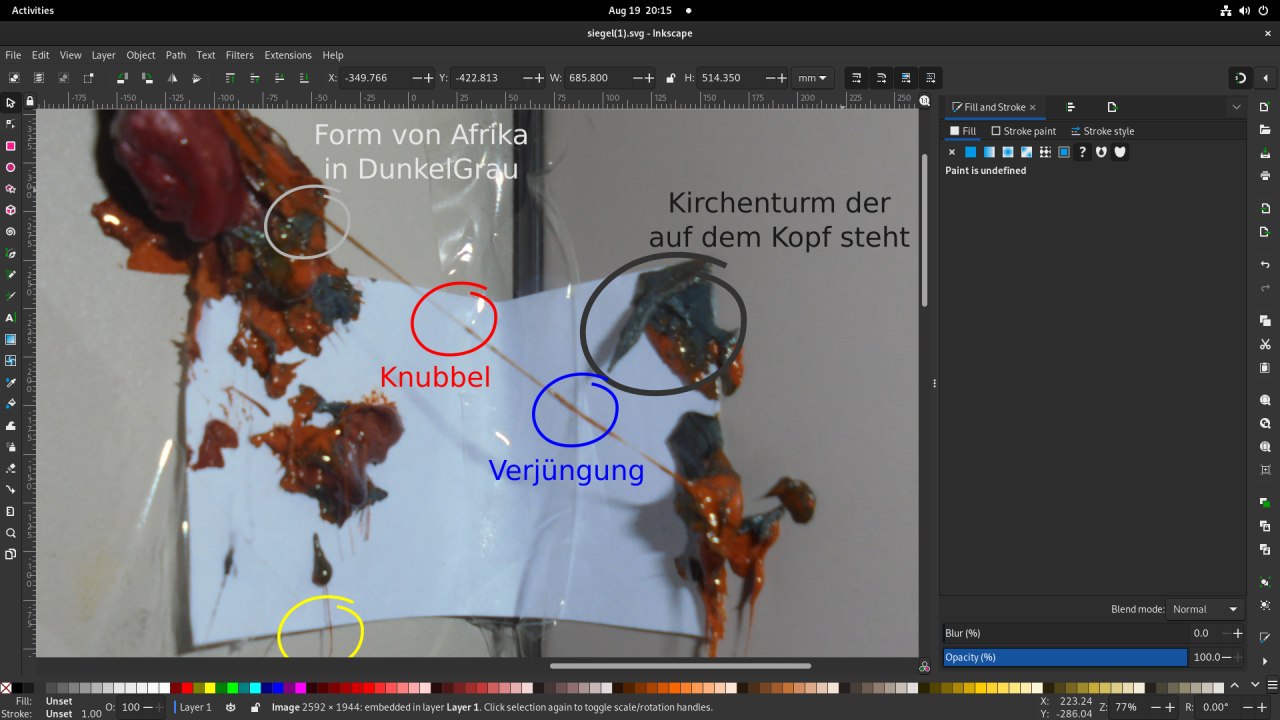 Activities
Aug 19 20:15
siegel(1).svg - Inkscape
File Edit View Layer Object Path Text Filters Extensions Help
X: -349.766 Y: -422.813 W: 685.800 H: 514.350 mm
-175 -150 -125 -100 -75 -50 -25 0 25 50 75 100 125 150 175 200 225 250
Fill and Stroke
Fill Stroke paint Stroke style
Paint is undefined
Form von Afrika
in DunkelGrau
Kirchenturm der
auf dem Kopf steht
Knubbel
Verjüngung
Blend mode: Normal
Blur (%) 0.0
Opacity (%) 100.0
Fill: Unset
Stroke: Unset 1.00
O: 100
Layer 1
Image 2592 × 1944: embedded in layer Layer 1. Click selection again to toggle scale/rotation handles.
X: 223.24
Y: -286.04
Z: 77%
R: 0.00°